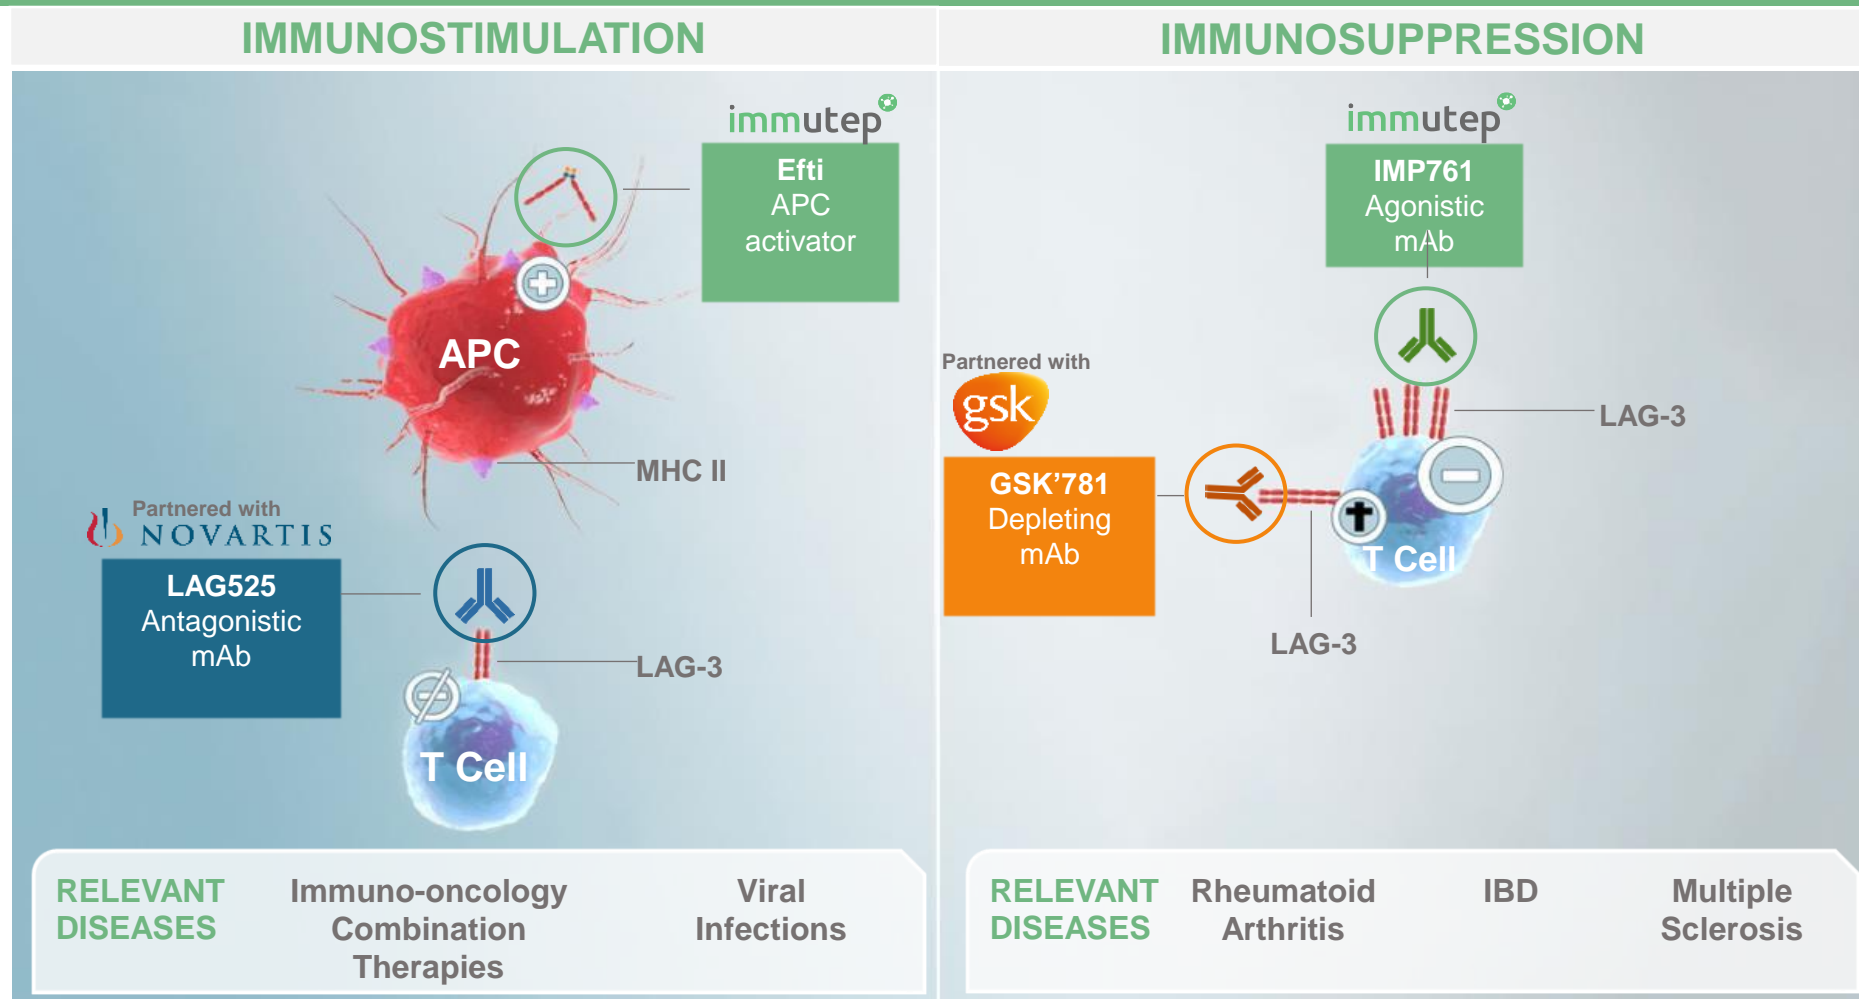 IMMUNOSTIMULATION
immutep
Efti
APC
activator
APC
MHC II
Partnered with
NOVARTIS
LAG525
Antagonistic
mAb
LAG-3
T Cell
RELEVANT
DISEASES
Immuno-oncology
Combination
Therapies
Viral
Infections
IMMUNOSUPPRESSION
immutep
IMP761
Agonistic
mAb
Partnered with
gsk
LAG-3
GSK’781
Depleting
mAb
T Cell
LAG-3
RELEVANT
DISEASES
Rheumatoid
Arthritis
IBD
Multiple
Sclerosis